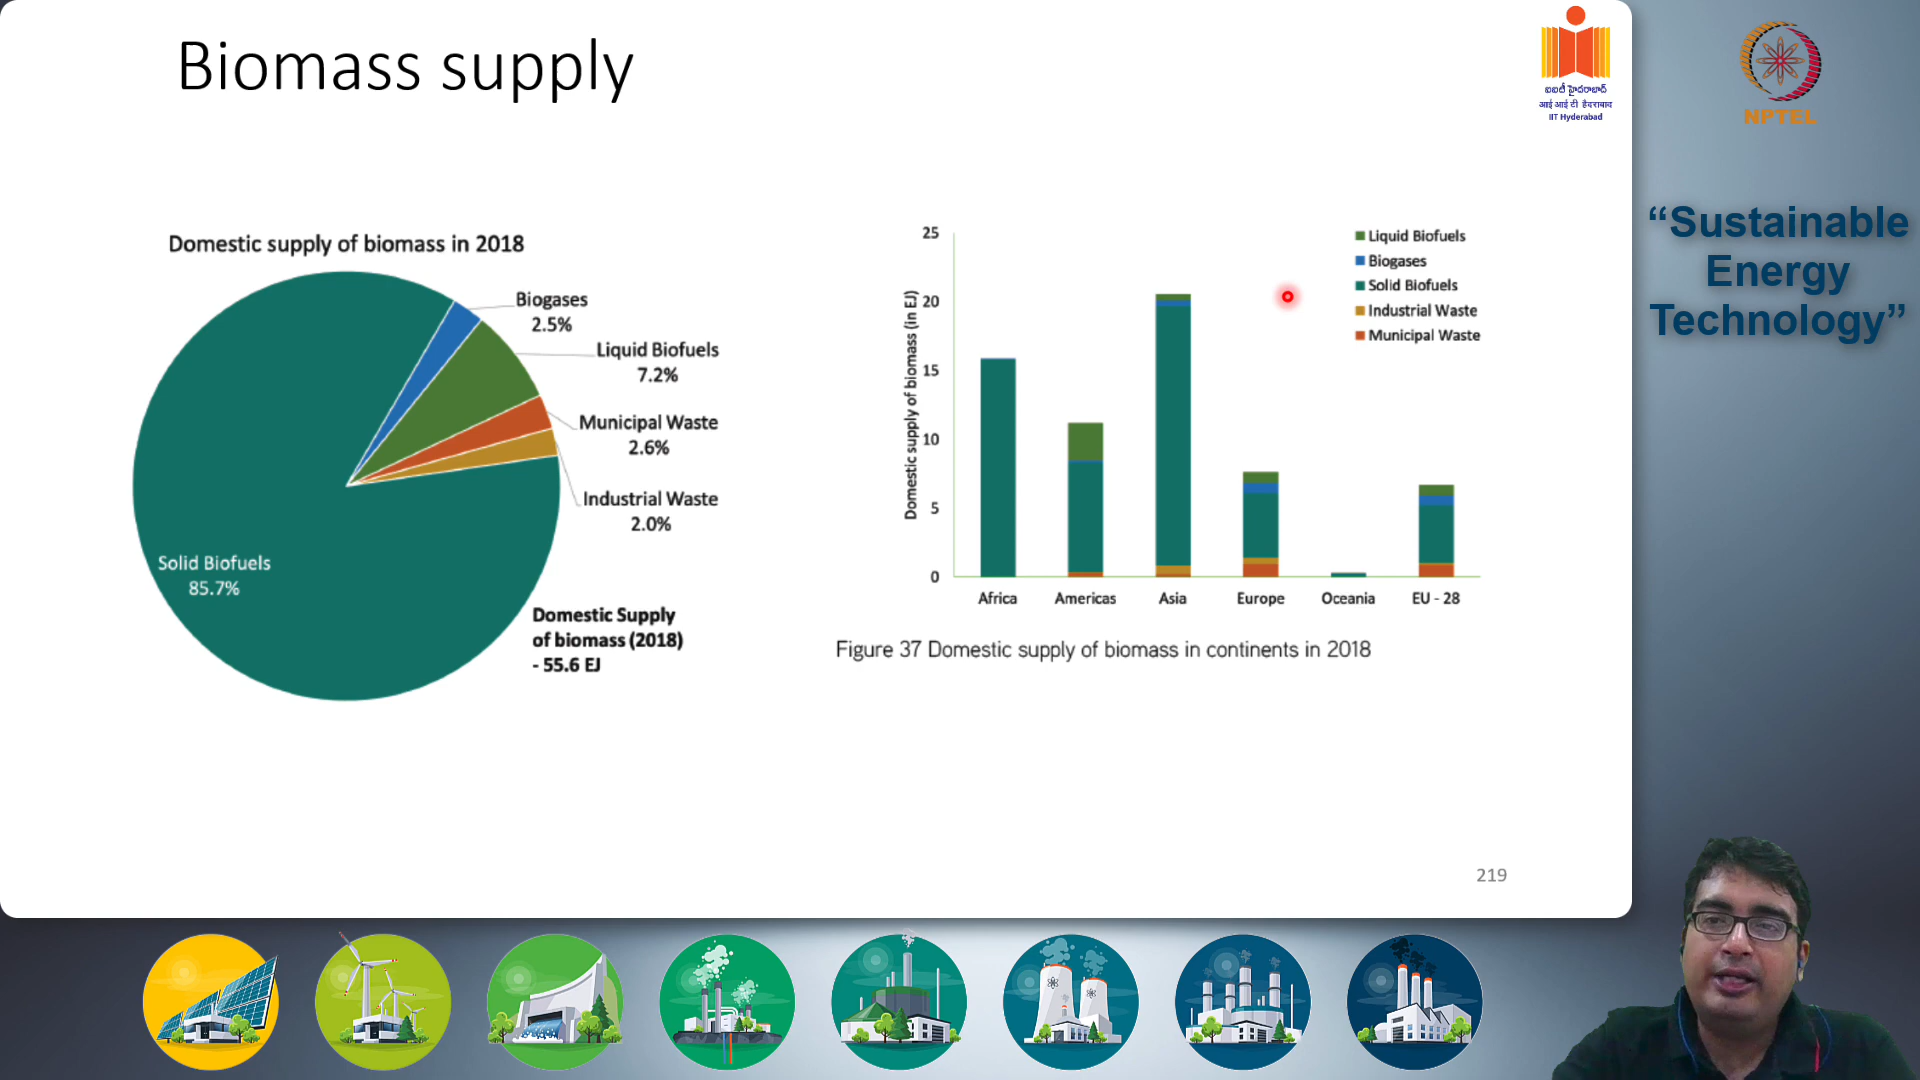 Biomass supply
ఐఐటీ హైదరాబాద్
आई आई टी हैदराबाद
IIT Hyderabad
NPTEL
“Sustainable
Energy
Technology”
Domestic supply of biomass in 2018
Biogases
2.5%
Liquid Biofuels
7.2%
Municipal Waste
2.6%
Industrial Waste
2.0%
Solid Biofuels
85.7%
Domestic Supply
of biomass (2018)
- 55.6 EJ
Domestic supply of biomass (in EJ)
25
20
15
10
5
0
Liquid Biofuels
Biogases
Solid Biofuels
Industrial Waste
Municipal Waste
Africa
Americas
Asia
Europe
Oceania
EU - 28
Figure 37 Domestic supply of biomass in continents in 2018
219